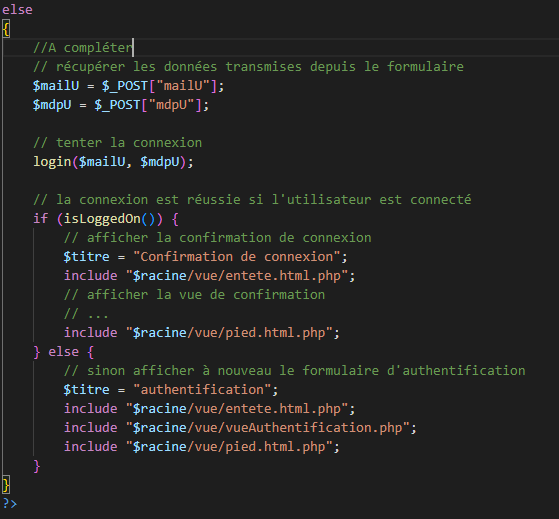 else
{
//A compléter
// récupérer les données transmises depuis le formulaire
$mailU = $_POST["mailU"];
$mdpU = $_POST["mdpU"];
// tenter la connexion
login($mailU, $mdpU);
// la connexion est réussie si l'utilisateur est connecté
if (isLoggedOn()) {
// afficher la confirmation de connexion
$titre = "Confirmation de connexion";
include "$racine/vue/entete.html.php";
// afficher la vue de confirmation
// ...
include "$racine/vue/pied.html.php";
} else {
// sinon afficher à nouveau le formulaire d'authentification
$titre = "authentification";
include "$racine/vue/entete.html.php";
include "$racine/vue/vueAuthentification.php";
include "$racine/vue/pied.html.php";
}
}
?>